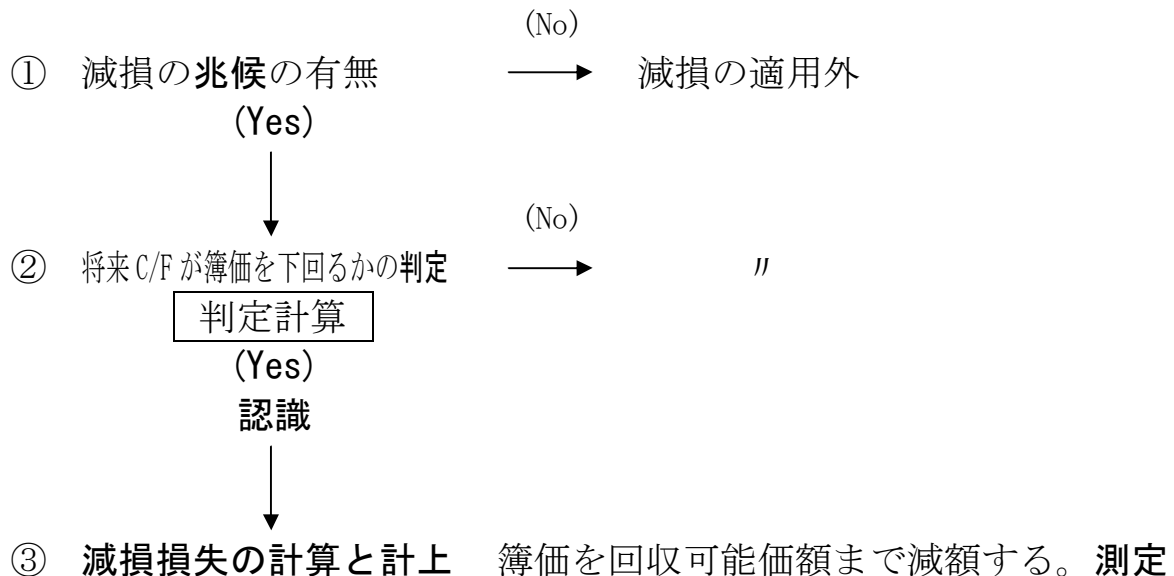 (No)
① 減損の兆候の有無 減損の適用外
(Yes)
(No)
② 将来 C/F が簿価を下回るかの判定 〃
判定計算
(Yes)
認識
③ 減損損失の計算と計上 簿価を回収可能価額まで減額する。測定